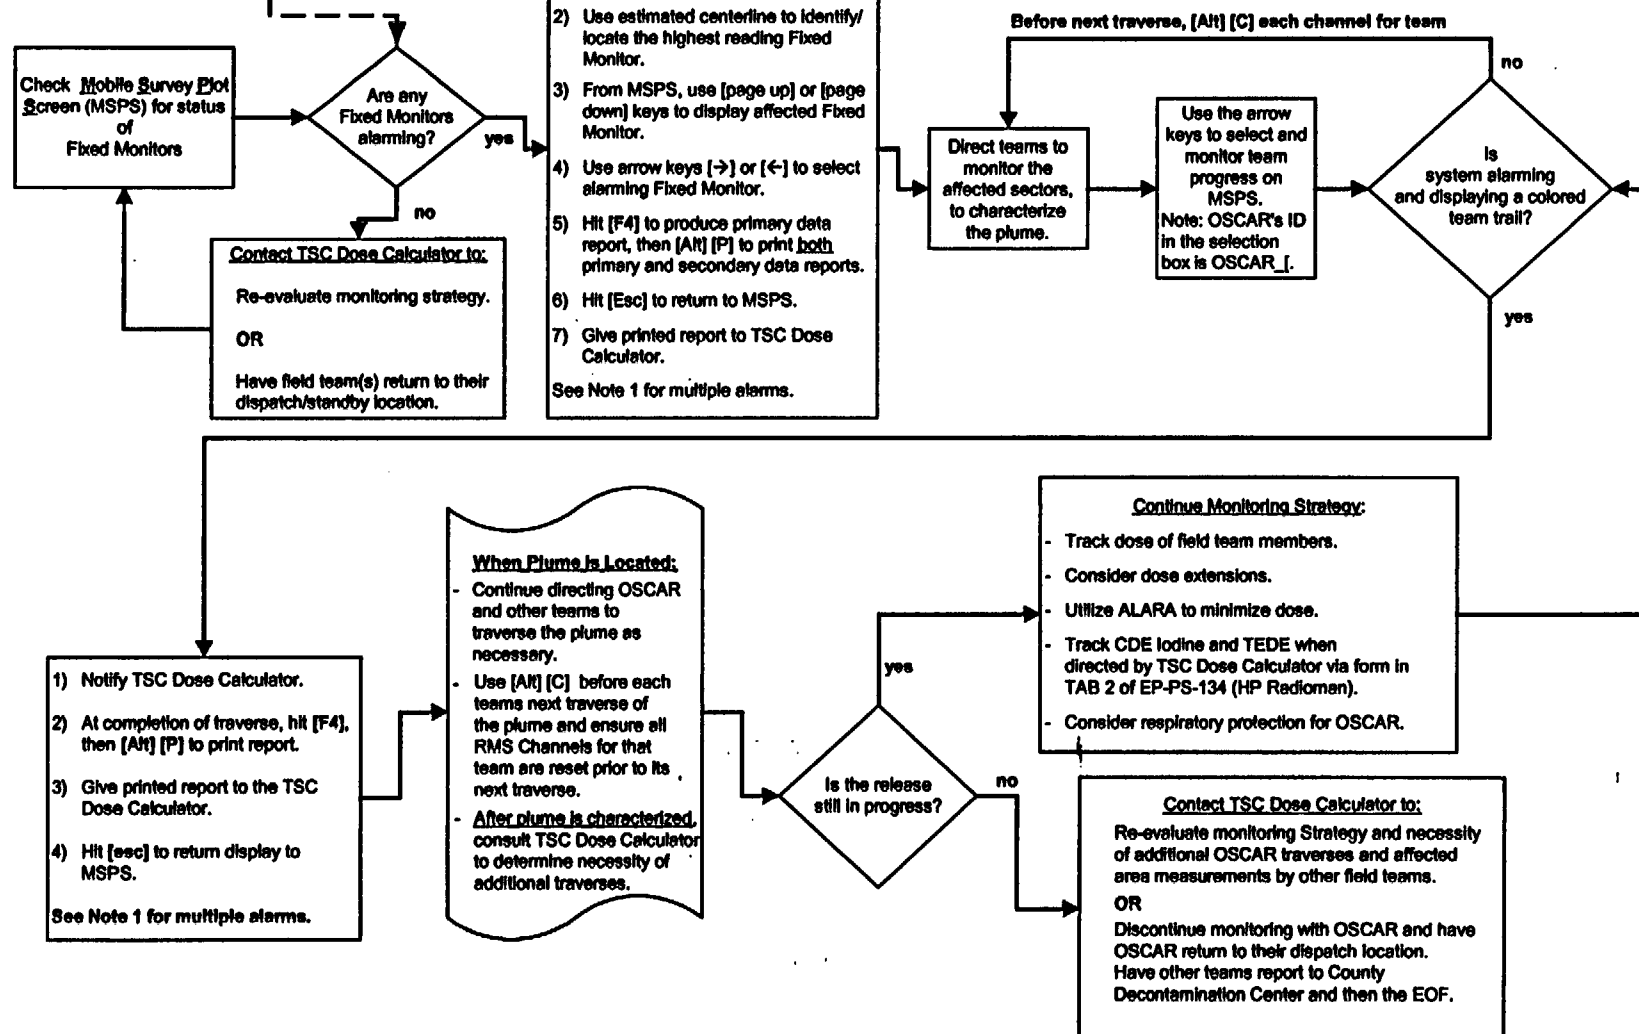 Check Mobile Survey Plot
Screen (MSPS) for status
of
Fixed Monitors
Are any
Fixed Monitors
alarming?
yes
no
Contact TSC Dose Calculator to:
Re-evaluate monitoring strategy.
OR
Have field team(s) return to their
dispatch/standby location.
2) Use estimated centerline to identify/
locate the highest reading Fixed
Monitor.
3) From MSPS, use [page up] or [page
down] keys to display affected Fixed
Monitor.
4) Use arrow keys [→] or [←] to select
alarming Fixed Monitor.
5) Hit [F4] to produce primary data
report, then [Alt] [P] to print both
primary and secondary data reports.
6) Hit [Esc] to return to MSPS.
7) Give printed report to TSC Dose
Calculator.
See Note 1 for multiple alarms.
Before next traverse, [Alt] [C] each channel for team
Direct teams to
monitor the
affected sectors,
to characterize
the plume.
Use the arrow
keys to select and
monitor team
progress on
MSPS.
Note: OSCAR's ID
in the selection
box is OSCAR_[.
Is
system alarming
and displaying a colored
team trail?
no
yes
1) Notify TSC Dose Calculator.
2) At completion of traverse, hit [F4],
then [Alt] [P] to print report.
3) Give printed report to the TSC
Dose Calculator.
4) Hit [esc] to return display to
MSPS.
See Note 1 for multiple alarms.
When Plume is Located:
- Continue directing OSCAR
and other teams to
traverse the plume as
necessary.
- Use [Alt] [C] before each
teams next traverse of
the plume and ensure all
RMS Channels for that
team are reset prior to its
next traverse.
- After plume is characterized,
consult TSC Dose Calculator
to determine necessity of
additional traverses.
Is the release
still in progress?
yes
no
Continue Monitoring Strategy:
- Track dose of field team members.
- Consider dose extensions.
- Utilize ALARA to minimize dose.
- Track CDE Iodine and TEDE when
directed by TSC Dose Calculator via form in
TAB 2 of EP-PS-134 (HP Radioman).
- Consider respiratory protection for OSCAR.
Contact TSC Dose Calculator to:
Re-evaluate monitoring Strategy and necessity
of additional OSCAR traverses and affected
area measurements by other field teams.
OR
Discontinue monitoring with OSCAR and have
OSCAR return to their dispatch location.
Have other teams report to County
Decontamination Center and then the EOF.